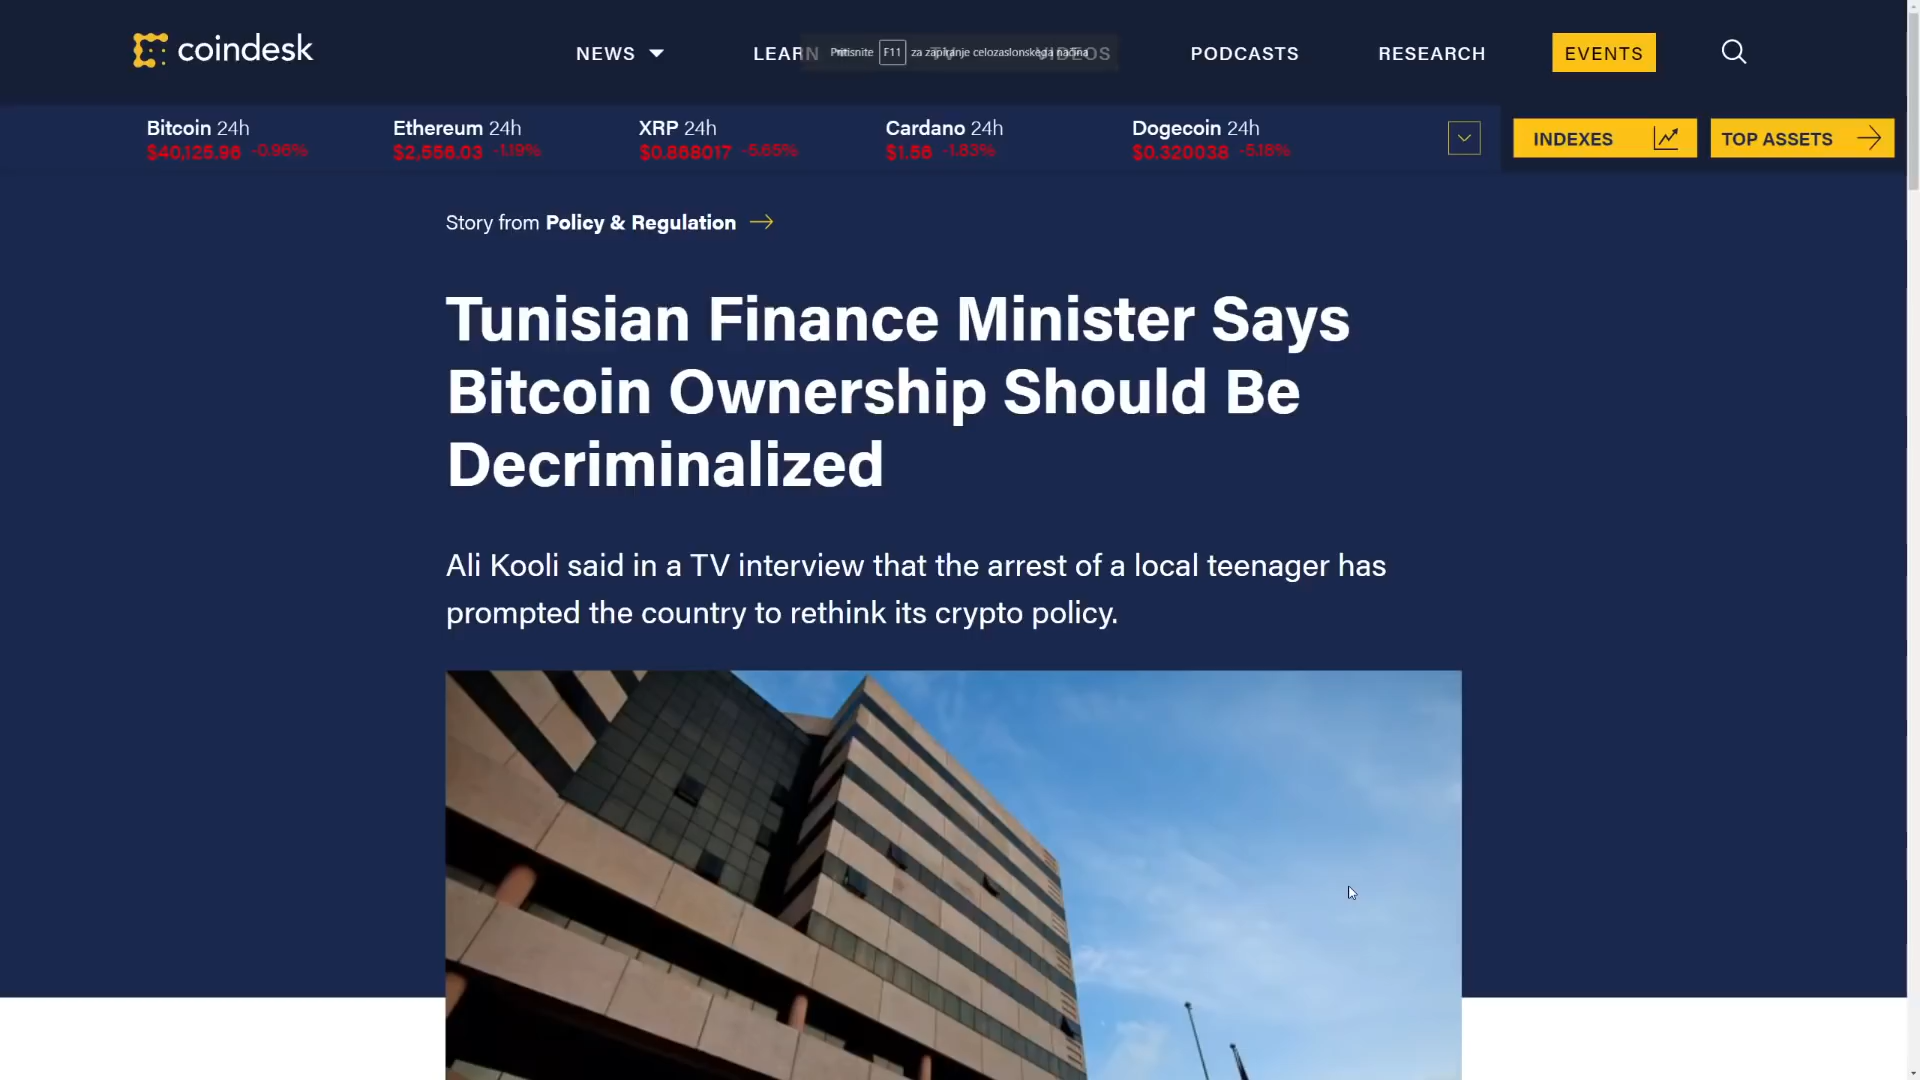 coindesk
NEWS
LEARN
TV
VIDEOS
PODCASTS
RESEARCH
EVENTS
Pritisnite F11 za zapiranje celozaslonskega načina
Bitcoin 24h
$40,125.96 -0.96%
Ethereum 24h
$2,556.03 -1.19%
XRP 24h
$0.868017 -5.65%
Cardano 24h
$1.56 -1.83%
Dogecoin 24h
$0.320038 -5.18%
INDEXES
TOP ASSETS
Story from Policy & Regulation
Tunisian Finance Minister Says
Bitcoin Ownership Should Be
Decriminalized
Ali Kooli said in a TV interview that the arrest of a local teenager has
prompted the country to rethink its crypto policy.